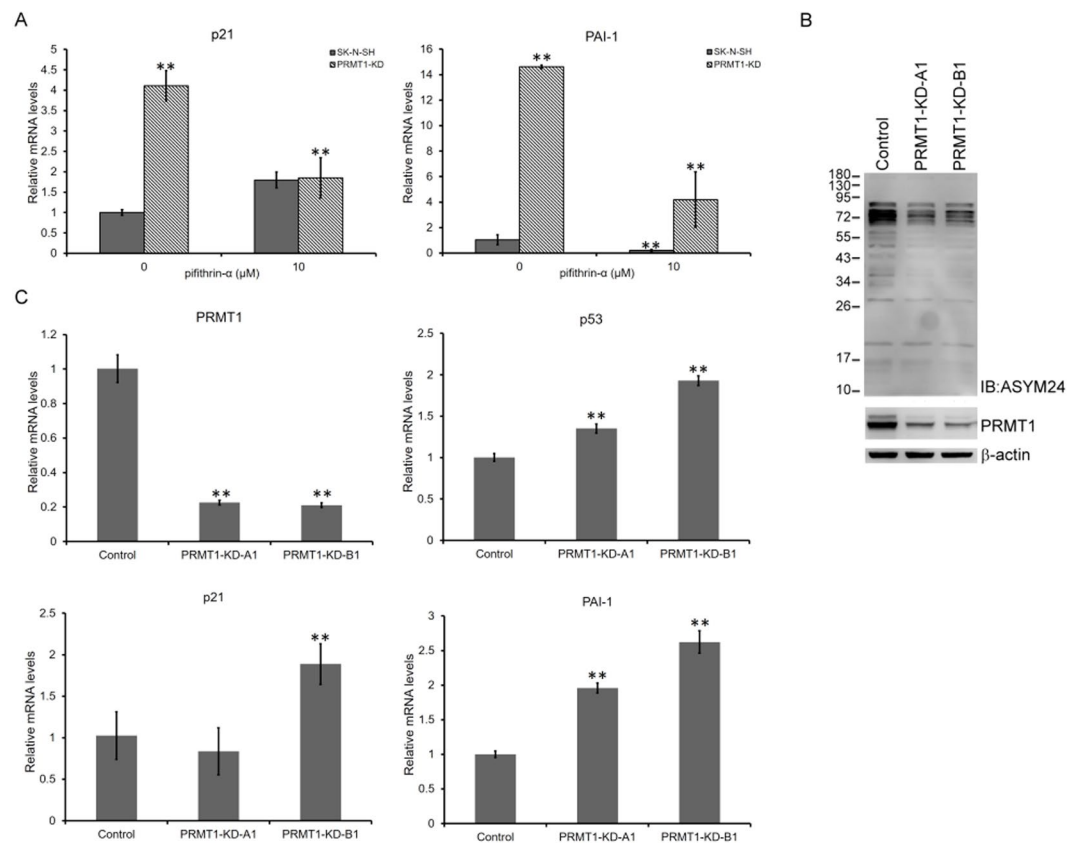 A
p21
Relative mRNA levels
5
4.5
4
3.5
3
2.5
2
1.5
1
0.5
0
SK-N-SH
PRMT1-KD
**
**
0
10
pifithrin-α (µM)
PAI-1
Relative mRNA levels
16
14
12
10
8
6
4
2
0
SK-N-SH
PRMT1-KD
**
**
**
0
10
pifithrin-α (µM)
B
Control
PRMT1-KD-A1
PRMT1-KD-B1
180
130
95
72
55
43
34
26
17
10
IB:ASYM24
PRMT1
β-actin
C
PRMT1
Relative mRNA levels
1.2
1
0.8
0.6
0.4
0.2
0
**
**
Control
PRMT1-KD-A1
PRMT1-KD-B1
p53
Relative mRNA levels
2.5
2
1.5
1
0.5
0
**
**
Control
PRMT1-KD-A1
PRMT1-KD-B1
p21
Relative mRNA levels
2.5
2
1.5
1
0.5
0
**
Control
PRMT1-KD-A1
PRMT1-KD-B1
PAI-1
Relative mRNA levels
3
2.5
2
1.5
1
0.5
0
**
**
Control
PRMT1-KD-A1
PRMT1-KD-B1